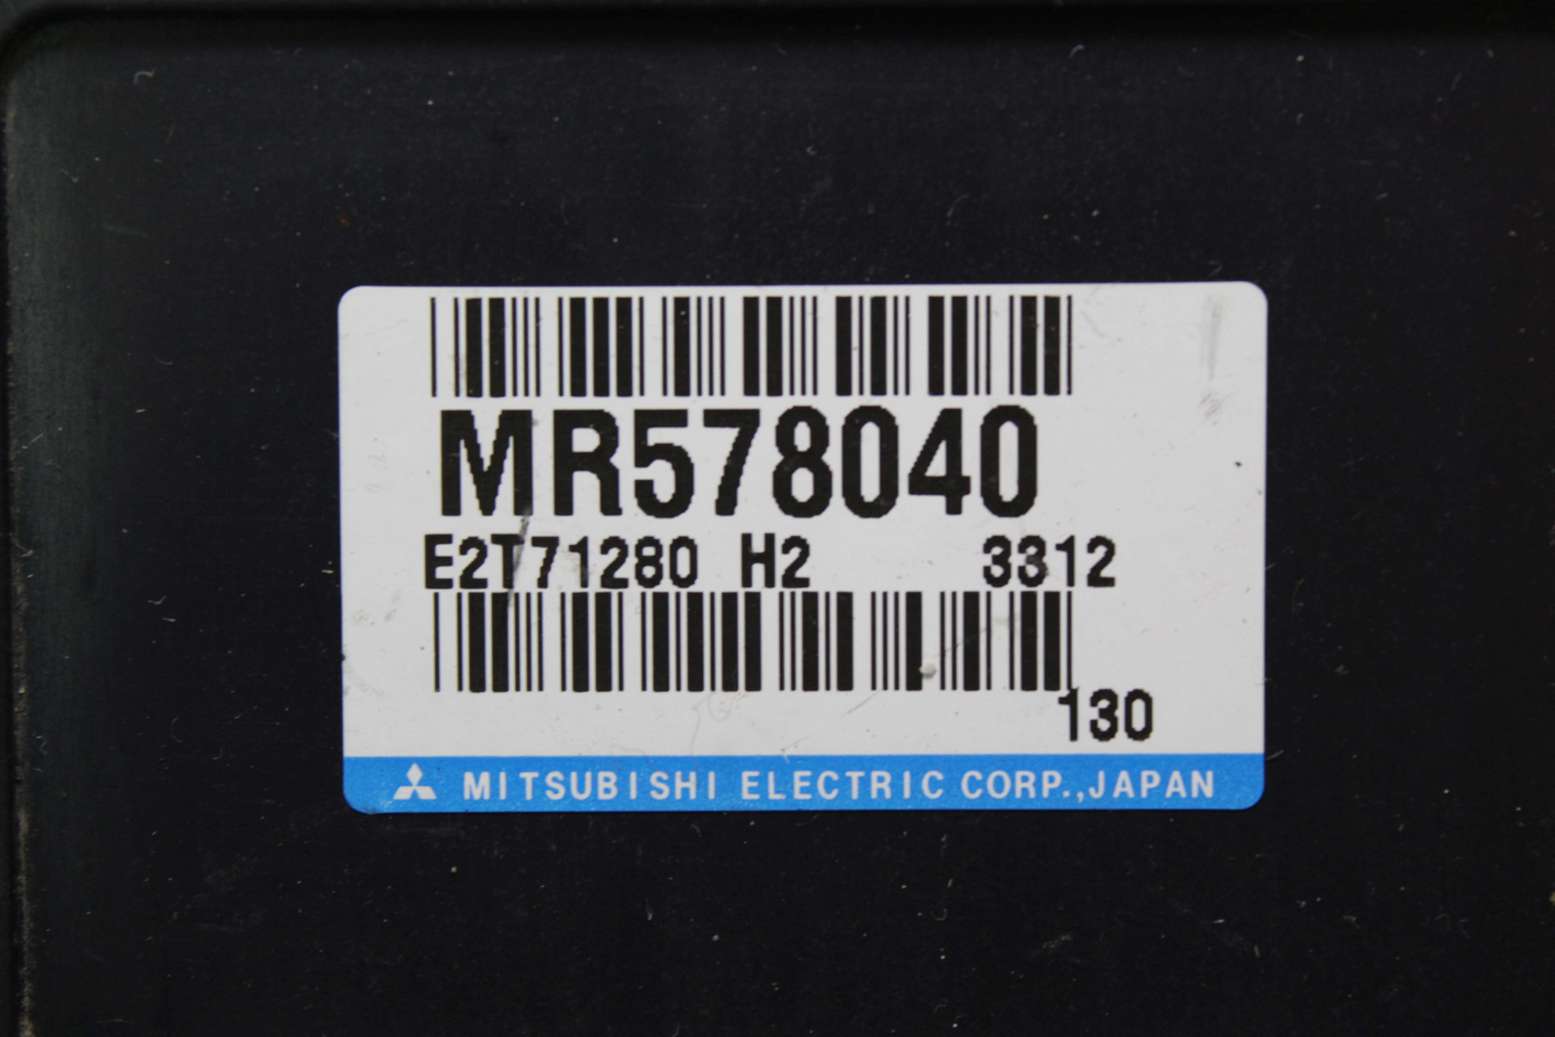 MR578040
E2T71280 H2 3312
130
MITSUBISHI ELECTRIC CORP.,JAPAN